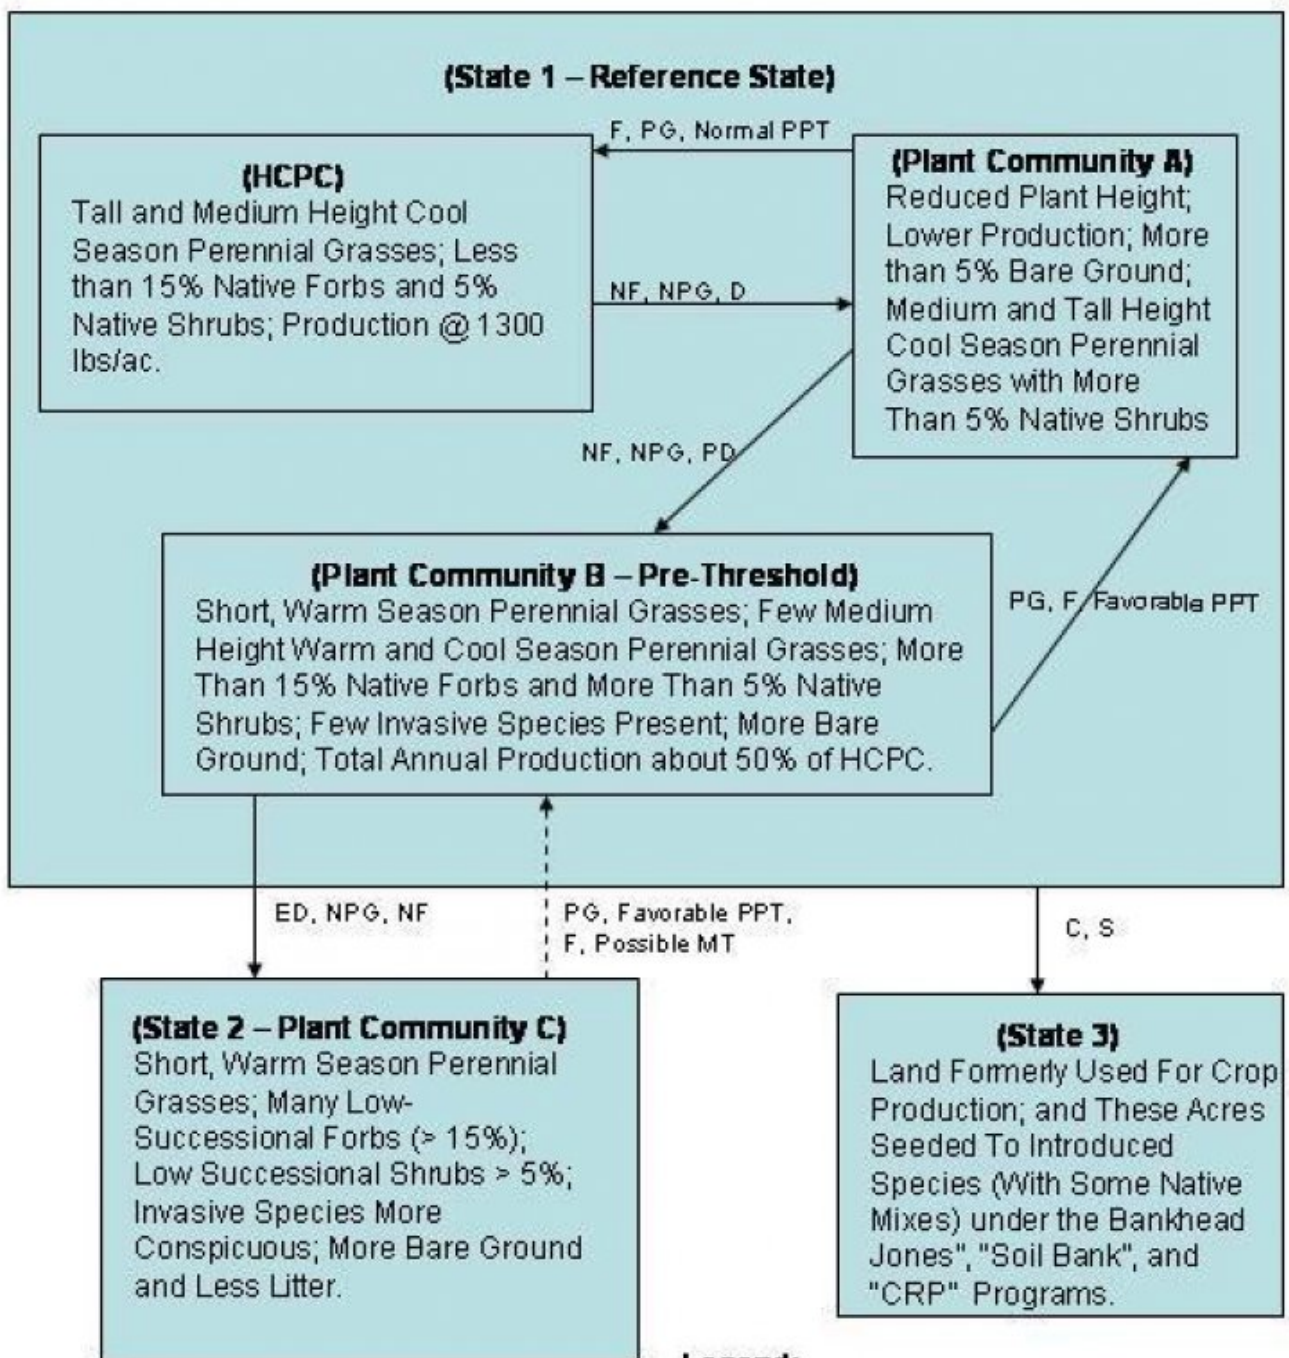 (State 1 – Reference State)
F, PG, Normal PPT
(HCPC)
Tall and Medium Height Cool
Season Perennial Grasses; Less
than 15% Native Forbs and 5%
Native Shrubs; Production @ 1300
lbs/ac.
NF, NPG, D
(Plant Community A)
Reduced Plant Height;
Lower Production; More
than 5% Bare Ground;
Medium and Tall Height
Cool Season Perennial
Grasses with More
Than 5% Native Shrubs
NF, NPG, PD
(Plant Community B – Pre-Threshold)
Short, Warm Season Perennial Grasses; Few Medium
Height Warm and Cool Season Perennial Grasses; More
Than 15% Native Forbs and More Than 5% Native
Shrubs; Few Invasive Species Present; More Bare
Ground; Total Annual Production about 50% of HCPC.
PG, F, Favorable PPT
ED, NPG, NF
PG, Favorable PPT,
F, Possible MT
C, S
(State 2 – Plant Community C)
Short, Warm Season Perennial
Grasses; Many Low-
Successional Forbs (> 15%);
Low Successional Shrubs > 5%;
Invasive Species More
Conspicuous; More Bare Ground
and Less Litter.
(State 3)
Land Formerly Used For Crop
Production; and These Acres
Seeded To Introduced
Species (With Some Native
Mixes) under the Bankhead
Jones", "Soil Bank", and
"CRP" Programs.